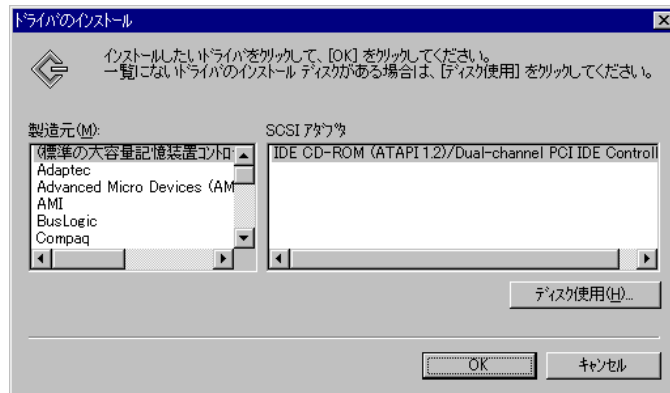 ﾄﾞﾗｲﾊﾞのｲﾝｽﾄｰﾙ
ｲﾝｽﾄｰﾙしたいﾄﾞﾗｲﾊﾞをｸﾘｯｸして、[OK] をｸﾘｯｸしてください。
一覧にないﾄﾞﾗｲﾊﾞのｲﾝｽﾄｰﾙ ﾃﾞｨｽｸがある場合は、[ﾃﾞｨｽｸ使用] をｸﾘｯｸしてください。
製造元(M):
(標準の大容量記憶装置ｺﾝﾄﾛｰ
Adaptec
Advanced Micro Devices (AM
AMI
BusLogic
Compaq
SCSI ｱﾀﾞﾌﾟﾀ
IDE CD-ROM (ATAPI 1.2)/Dual-channel PCI IDE Controll
ﾃﾞｨｽｸ使用(H)...
OK
ｷｬﾝｾﾙ